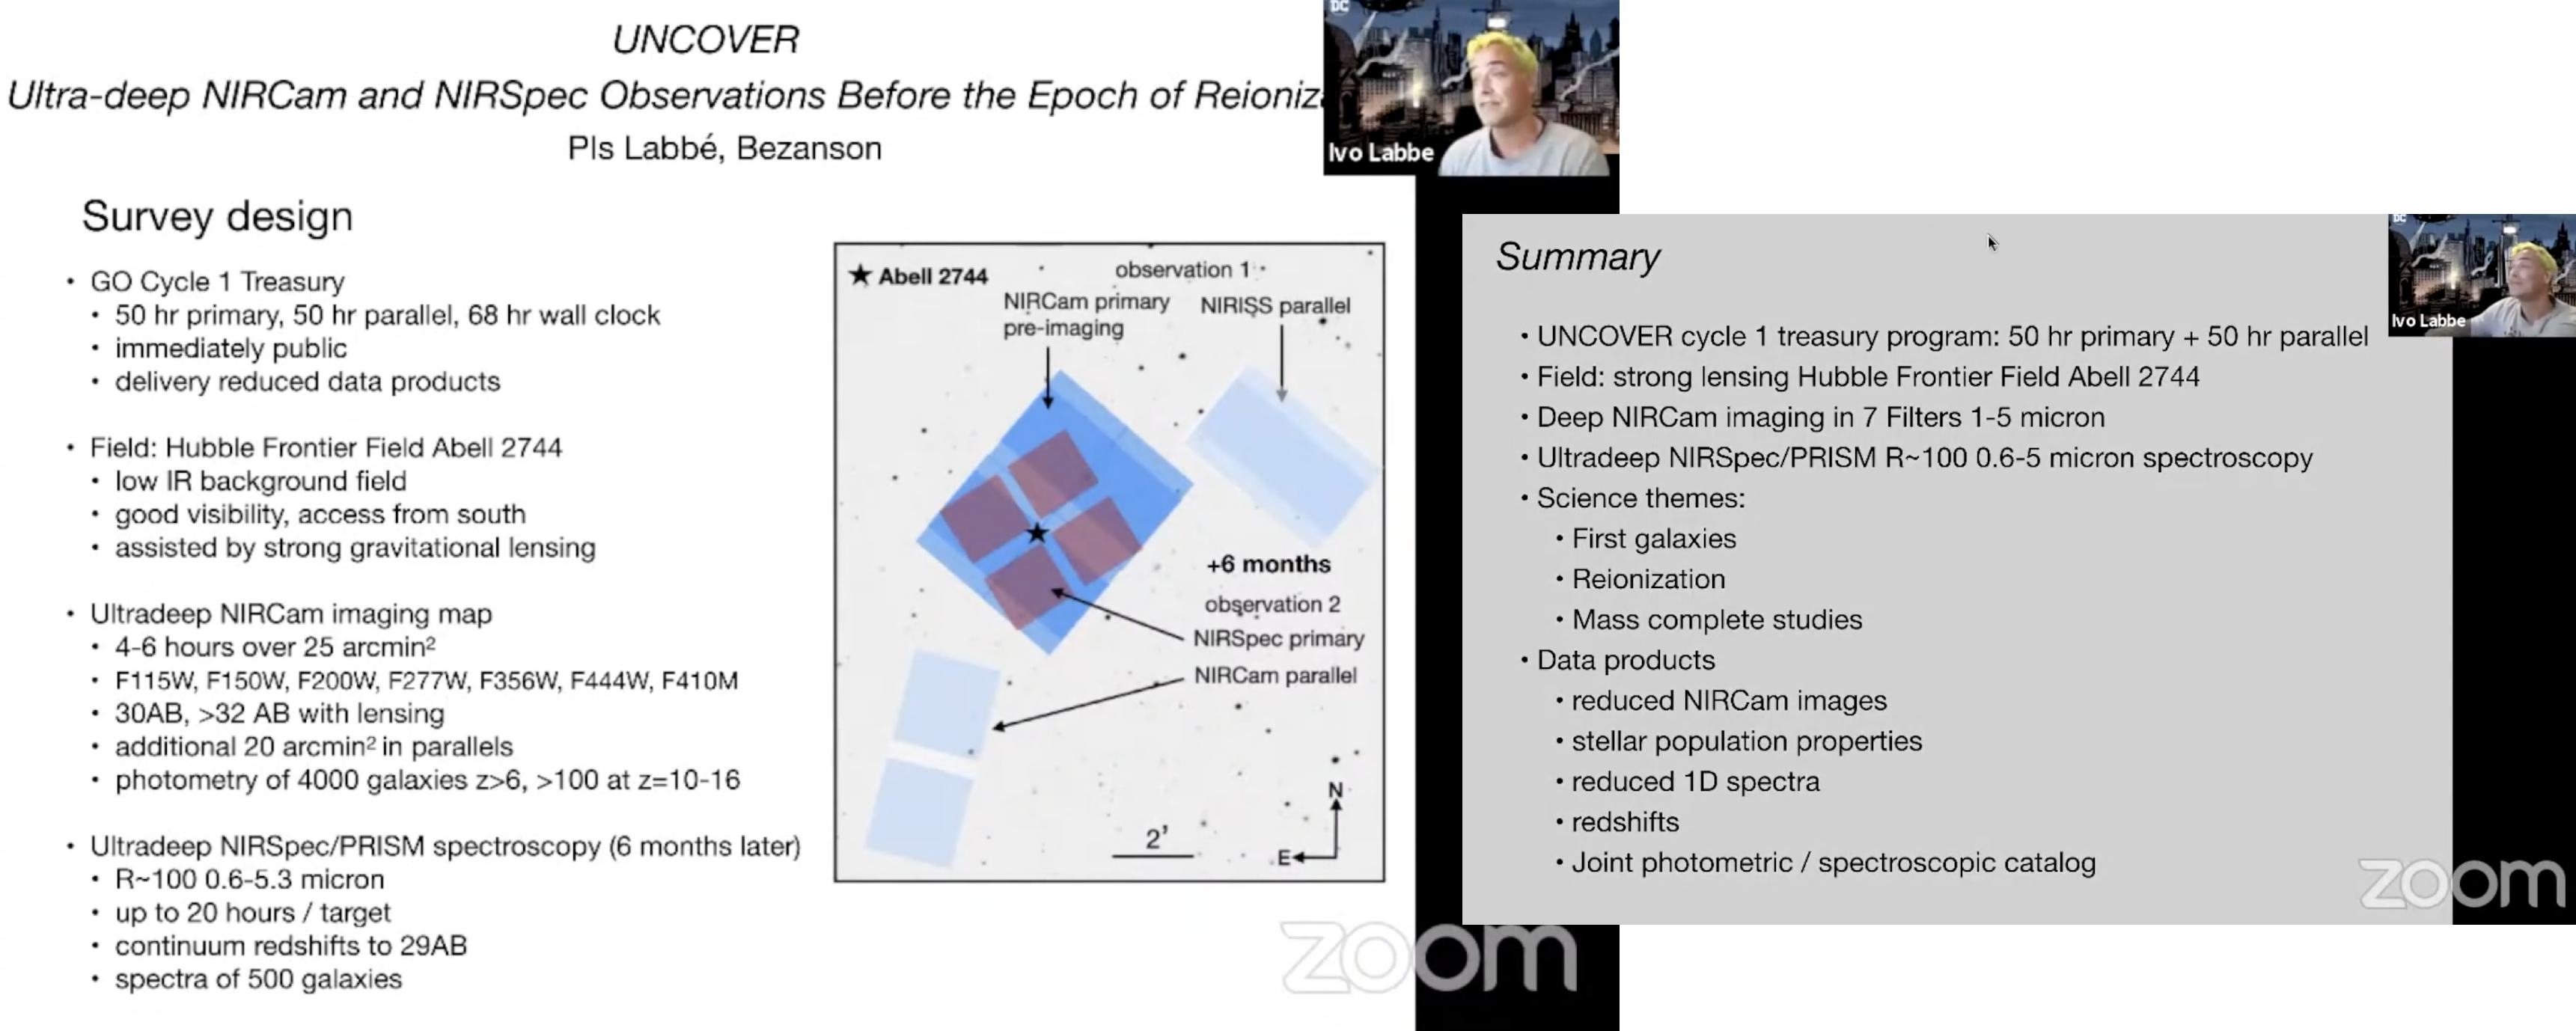 UNCOVER
Ultra-deep NIRCam and NIRSpec Observations Before the Epoch of Reioniz
PIs Labbé, Bezanson
DC
Ivo Labbe
Survey design
• GO Cycle 1 Treasury
• 50 hr primary, 50 hr parallel, 68 hr wall clock
• immediately public
• delivery reduced data products
• Field: Hubble Frontier Field Abell 2744
• low IR background field
• good visibility, access from south
• assisted by strong gravitational lensing
• Ultradeep NIRCam imaging map
• 4-6 hours over 25 arcmin²
• F115W, F150W, F200W, F277W, F356W, F444W, F410M
• 30AB, >32 AB with lensing
• additional 20 arcmin² in parallels
• photometry of 4000 galaxies z>6, >100 at z=10-16
• Ultradeep NIRSpec/PRISM spectroscopy (6 months later)
• R~100 0.6-5.3 micron
• up to 20 hours / target
• continuum redshifts to 29AB
• spectra of 500 galaxies
★ Abell 2744
observation 1
NIRCam primary
pre-imaging
NIRISS parallel
+6 months
observation 2
NIRSpec primary
NIRCam parallel
2'
N
E
zoom
Summary
DC
Ivo Labbe
• UNCOVER cycle 1 treasury program: 50 hr primary + 50 hr parallel
• Field: strong lensing Hubble Frontier Field Abell 2744
• Deep NIRCam imaging in 7 Filters 1-5 micron
• Ultradeep NIRSpec/PRISM R~100 0.6-5 micron spectroscopy
• Science themes:
• First galaxies
• Reionization
• Mass complete studies
• Data products
• reduced NIRCam images
• stellar population properties
• reduced 1D spectra
• redshifts
• Joint photometric / spectroscopic catalog
zoom